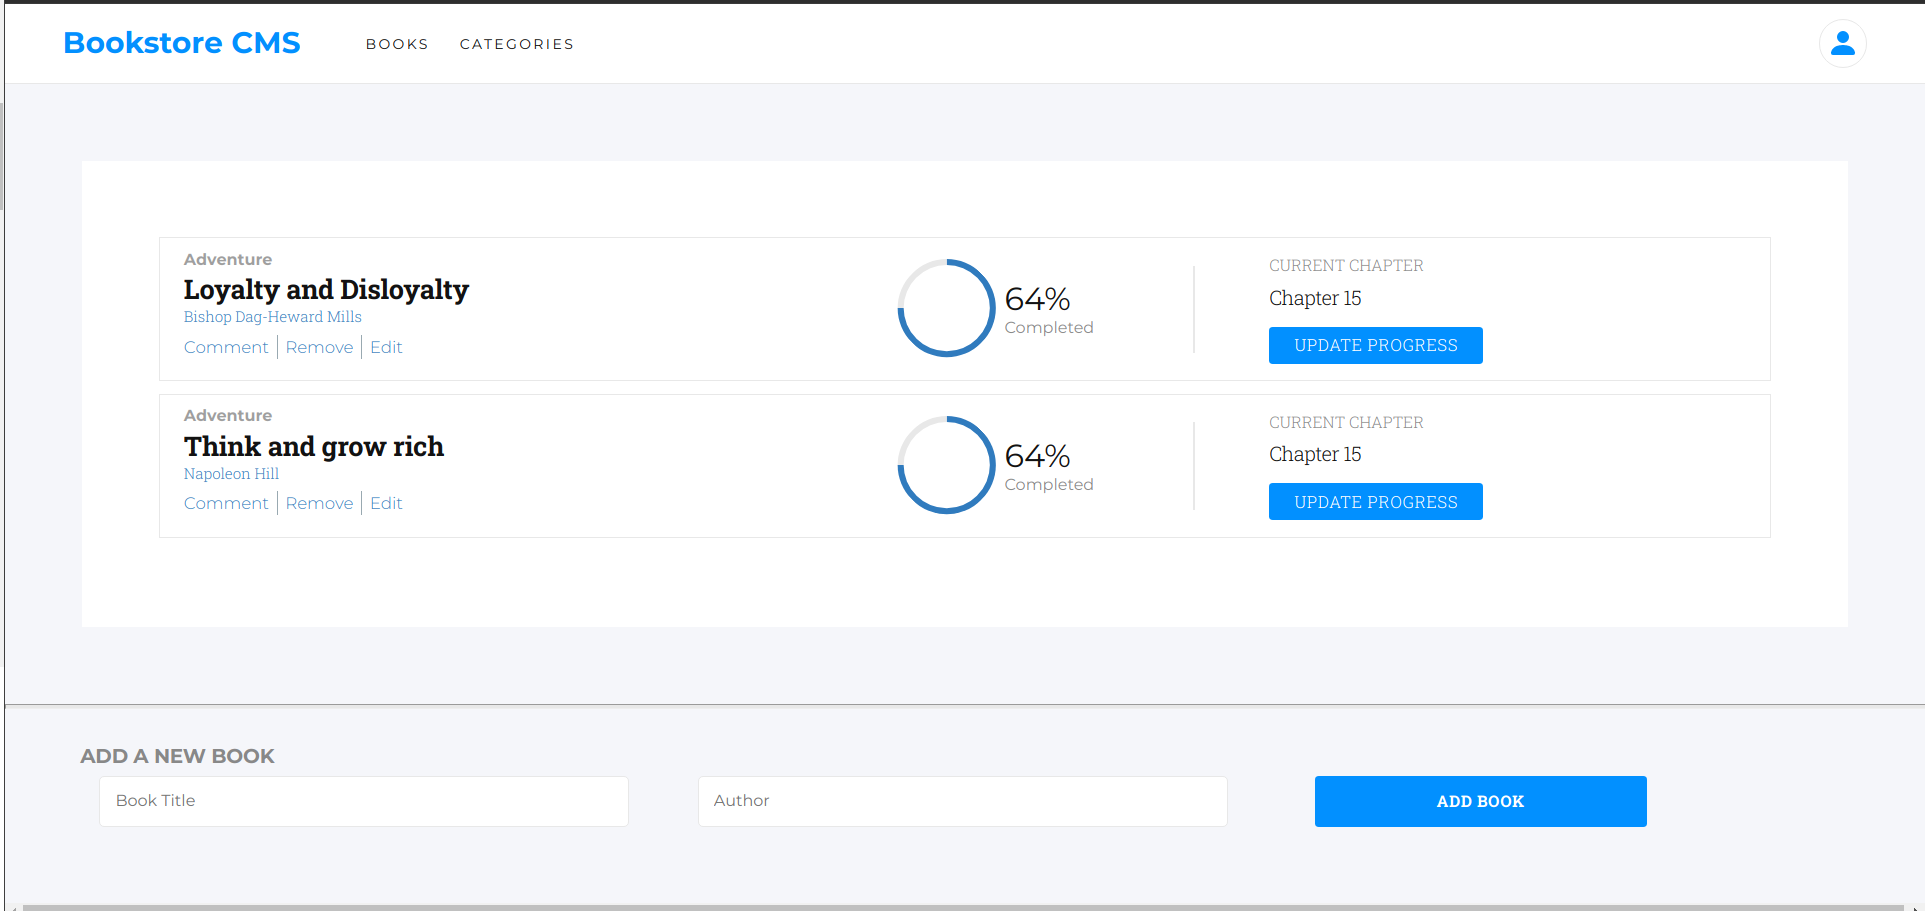 Bookstore CMS BOOKS CATEGORIES
Adventure
Loyalty and Disloyalty
Bishop Dag-Heward Mills
Comment Remove Edit
64%
Completed
CURRENT CHAPTER
Chapter 15
UPDATE PROGRESS
Adventure
Think and grow rich
Napoleon Hill
Comment Remove Edit
64%
Completed
CURRENT CHAPTER
Chapter 15
UPDATE PROGRESS
ADD A NEW BOOK
Book Title Author ADD BOOK